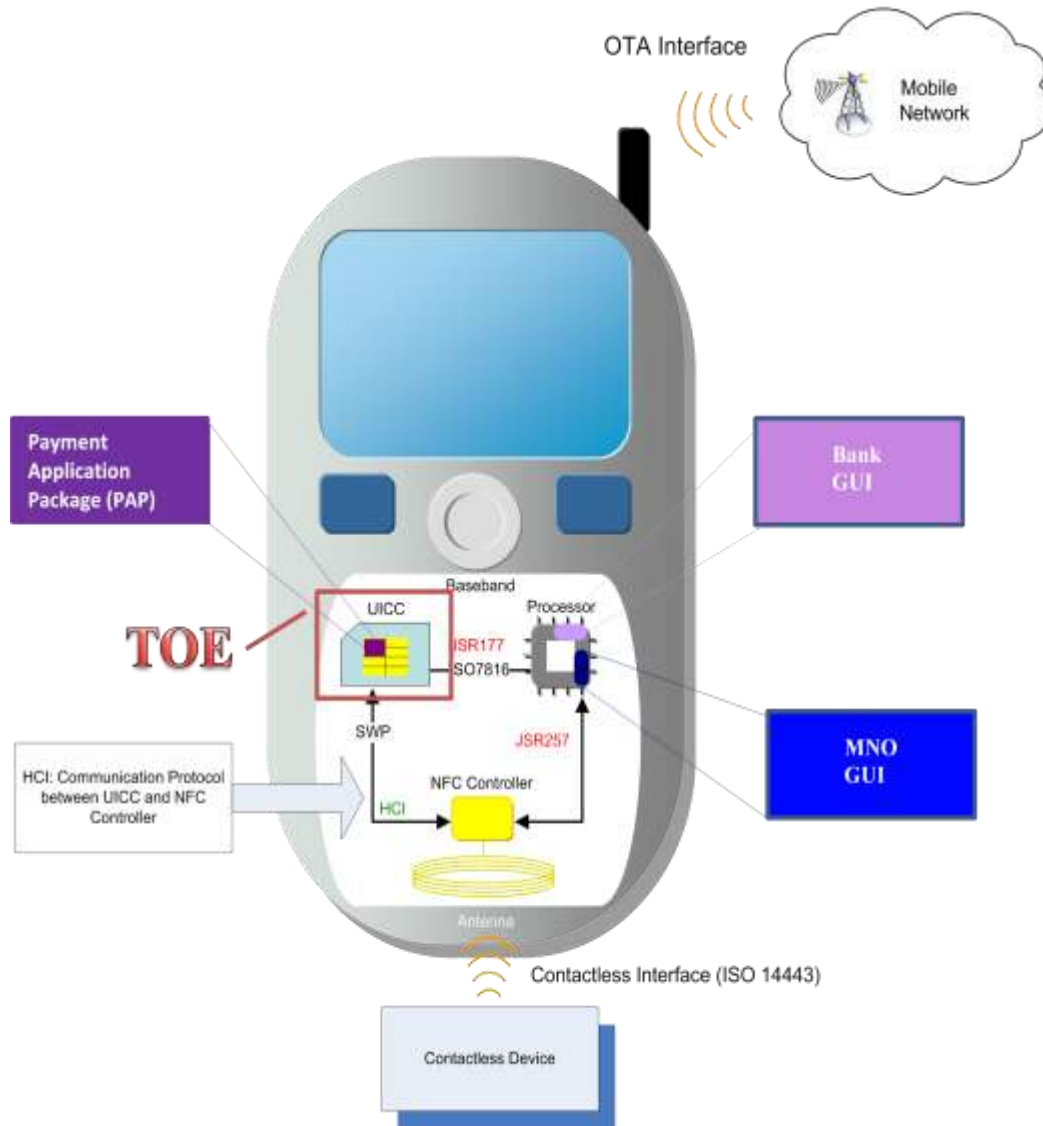 OTA Interface
Mobile
Network
Payment
Application
Package (PAP)
Bank
GUI
Baseband
UICC
Processor
TOE
JSR177
ISO7816
SWP
JSR257
MNO
GUI
HCI: Communication Protocol
between UICC and NFC
Controller
NFC Controller
HCI
Antenna
Contactless Interface (ISO 14443)
Contactless Device